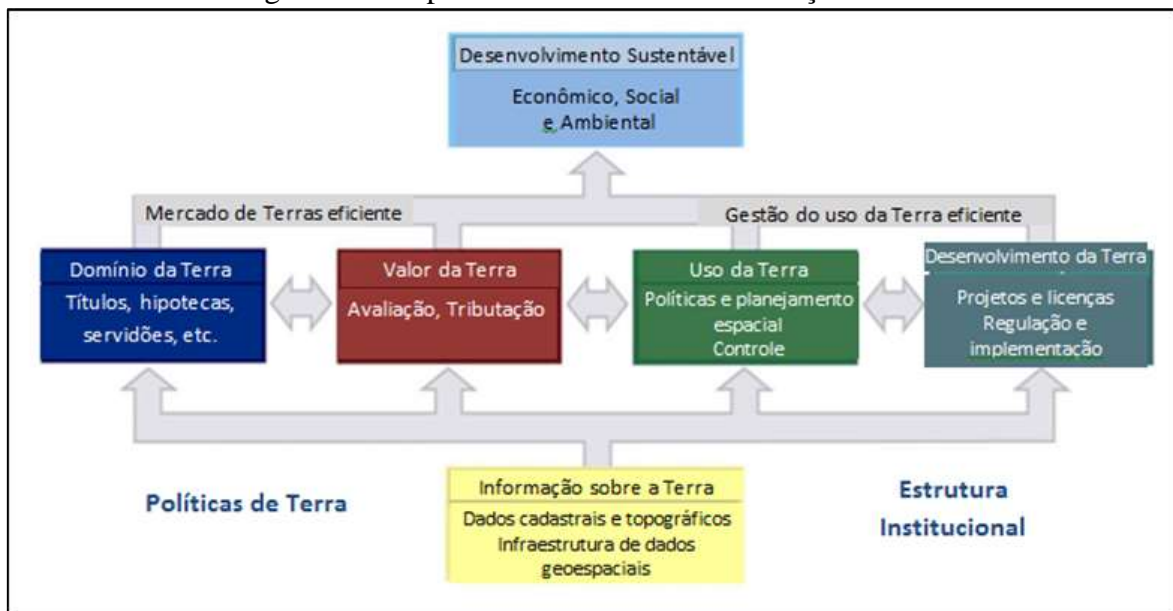 Desenvolvimento Sustentável
Econômico, Social
e Ambiental
Mercado de Terras eficiente
Gestão do uso da Terra eficiente
Domínio da Terra
Títulos, hipotecas,
servidões, etc.
Valor da Terra
Avaliação, Tributação
Uso da Terra
Políticas e planejamento
espacial
Controle
Desenvolvimento da Terra
Projetos e licenças
Regulação e
implementação
Políticas de Terra
Informação sobre a Terra
Dados cadastrais e topográficos
Infraestrutura de dados
geoespaciais
Estrutura
Institucional